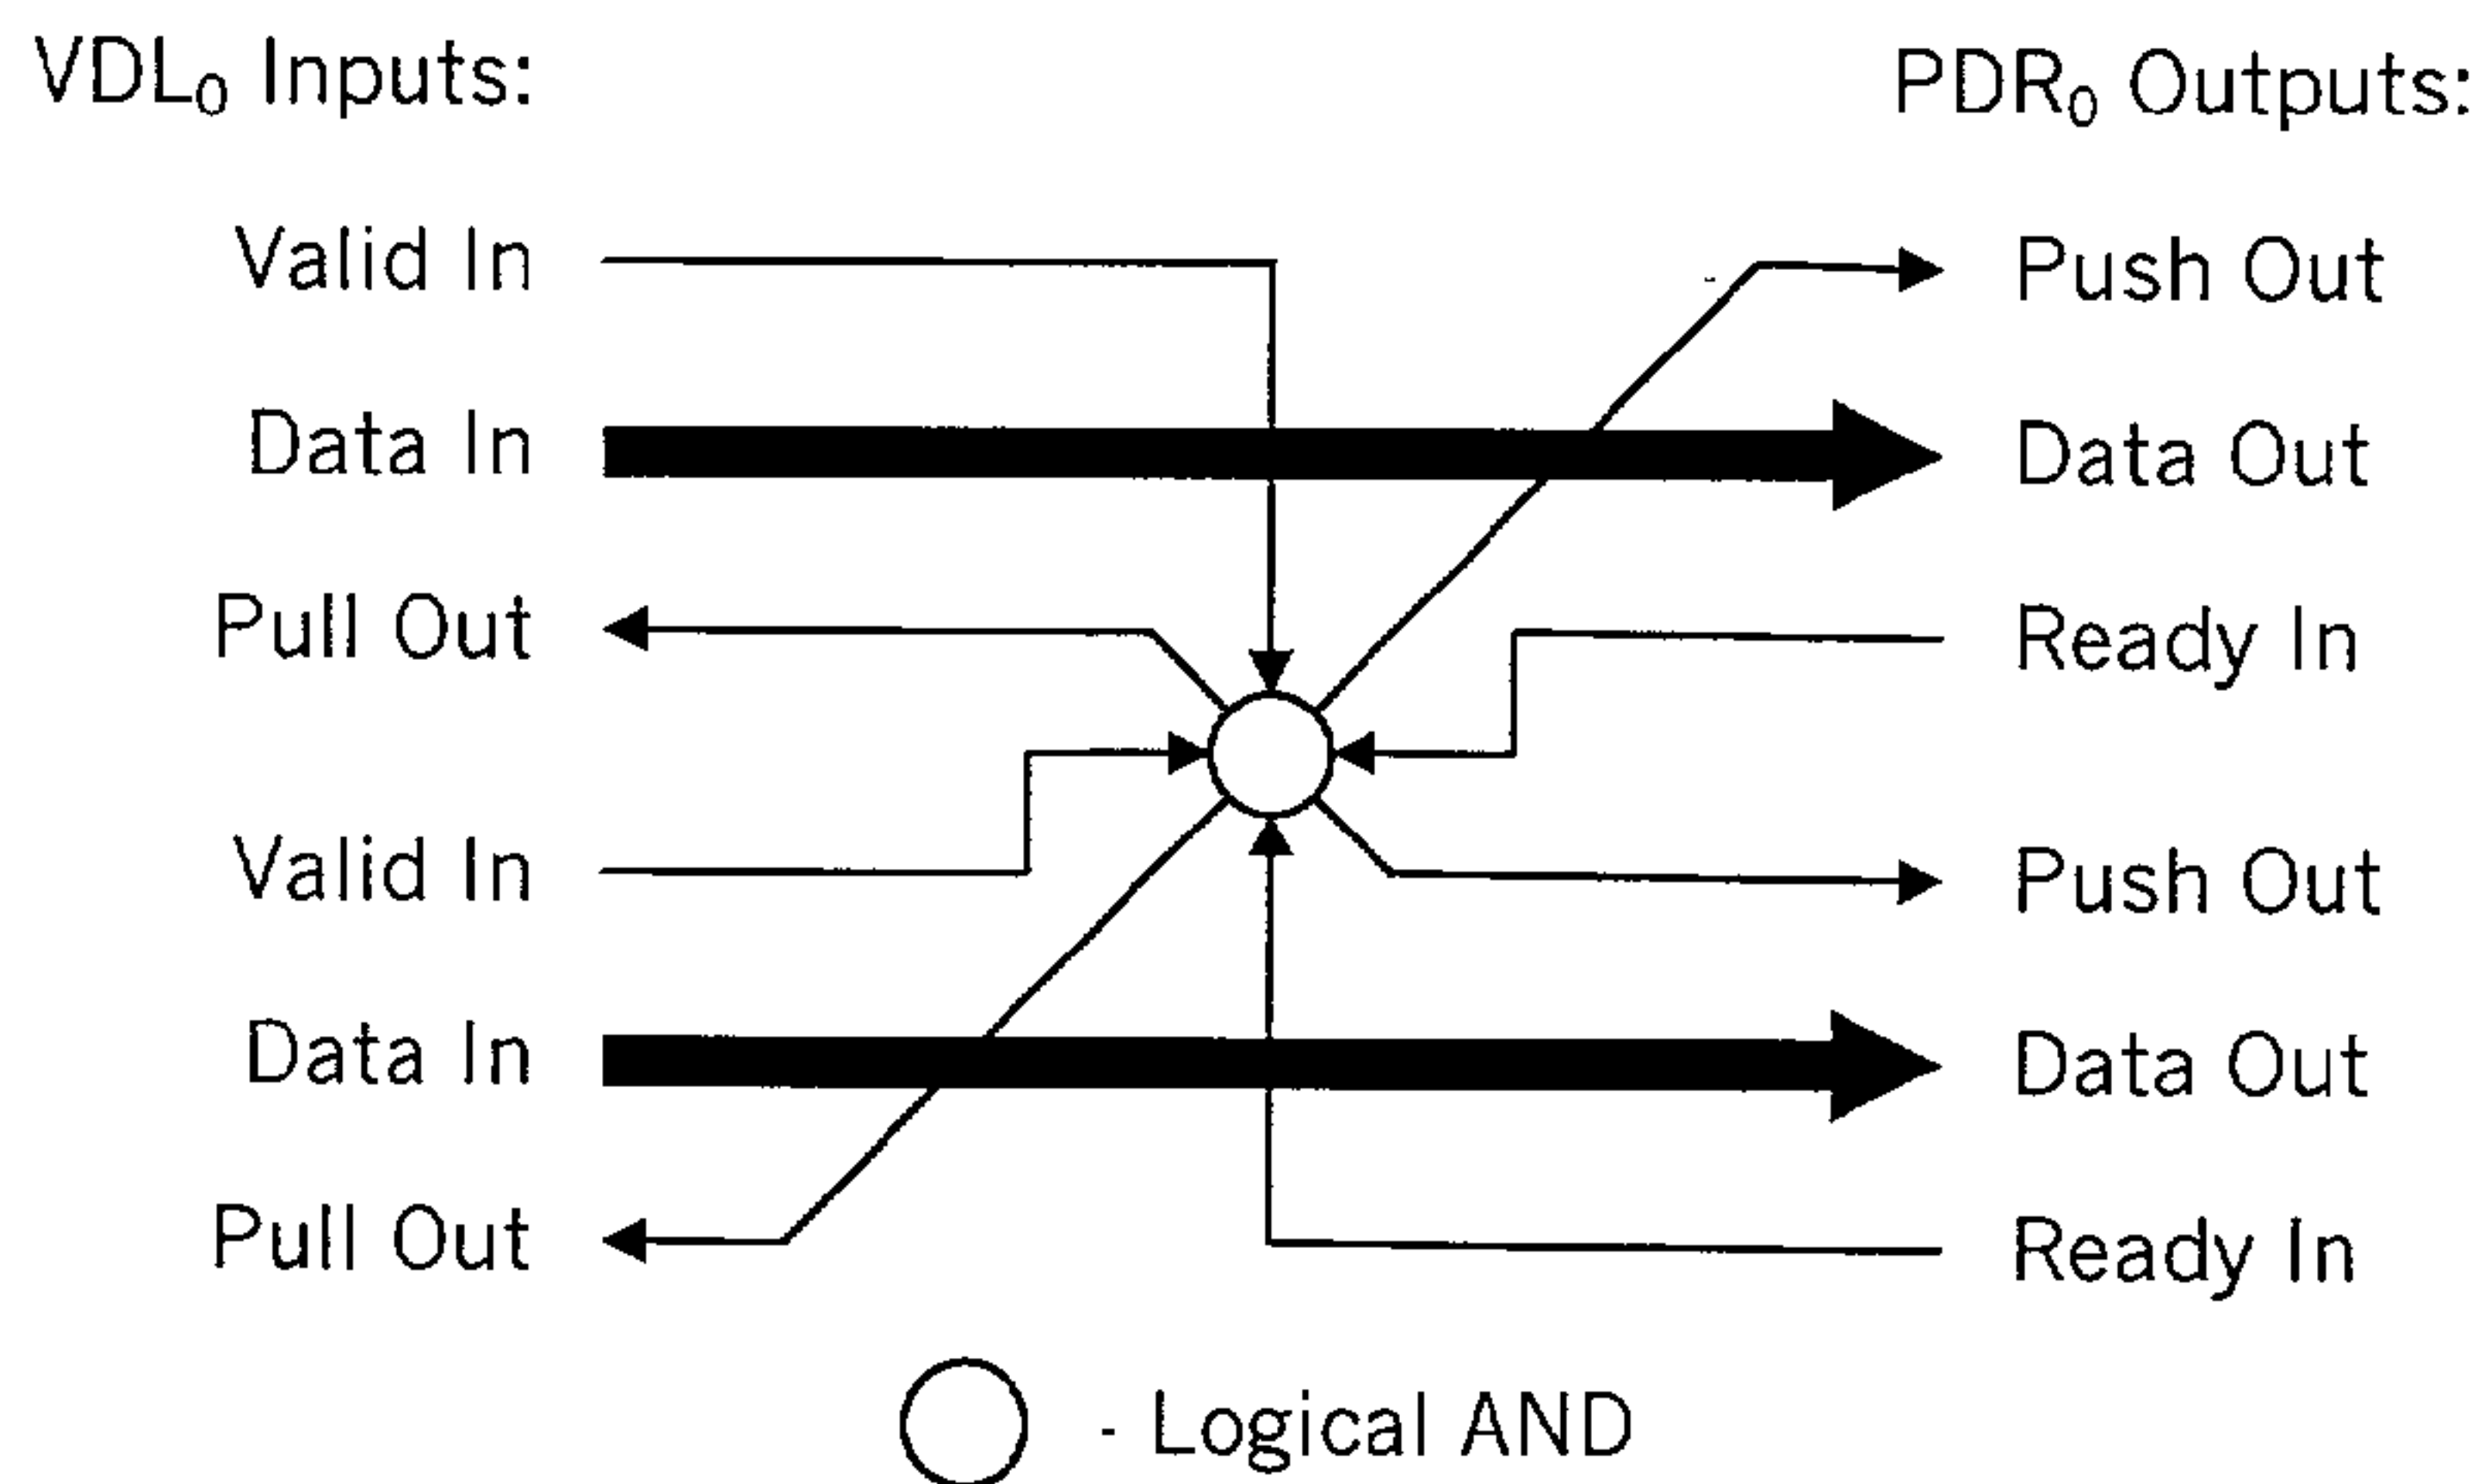 VDL₀ Inputs:
PDR₀ Outputs:
Valid In
Push Out
Data In
Data Out
Pull Out
Ready In
Valid In
Push Out
Data In
Data Out
Pull Out
Ready In
- Logical AND